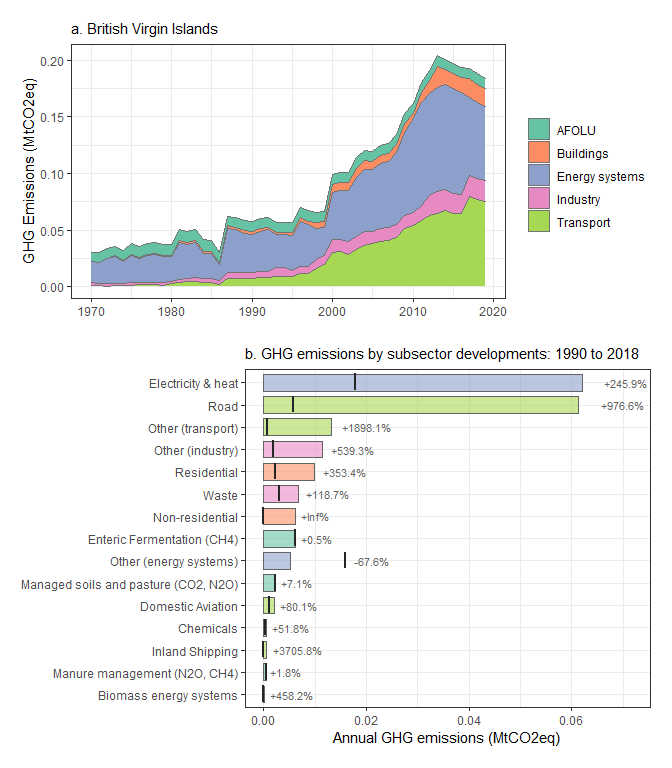 a. British Virgin Islands
GHG Emissions (MtCO2eq)
0.20
0.15
0.10
0.05
0.00
1970
1980
1990
2000
2010
2020
AFOLU
Buildings
Energy systems
Industry
Transport
b. GHG emissions by subsector developments: 1990 to 2018
Electricity & heat +245.9%
Road +976.6%
Other (transport) +1898.1%
Other (industry) +539.3%
Residential +353.4%
Waste +118.7%
Non-residential +Inf%
Enteric Fermentation (CH4) +0.5%
Other (energy systems) -67.6%
Managed soils and pasture (CO2, N2O) +7.1%
Domestic Aviation +80.1%
Chemicals +51.8%
Inland Shipping +3705.8%
Manure management (N2O, CH4) +1.8%
Biomass energy systems +458.2%
0.00
0.02
0.04
0.06
Annual GHG emissions (MtCO2eq)